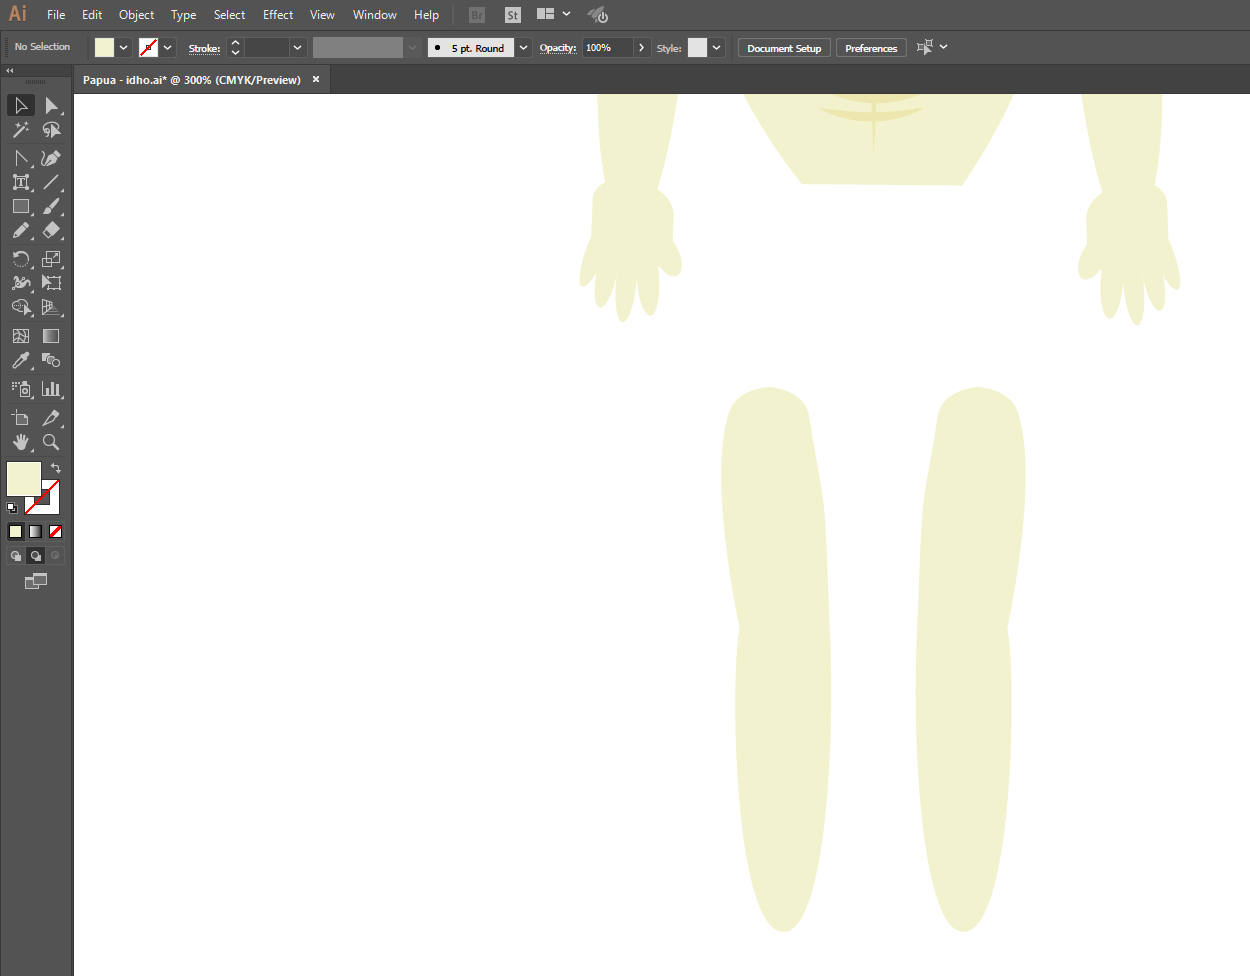 Ai File Edit Object Type Select Effect View Window Help Br St
No Selection Stroke: 5 pt. Round Opacity: 100% Style: Document Setup Preferences
Papua - idho.ai* @ 300% (CMYK/Preview) ×
T